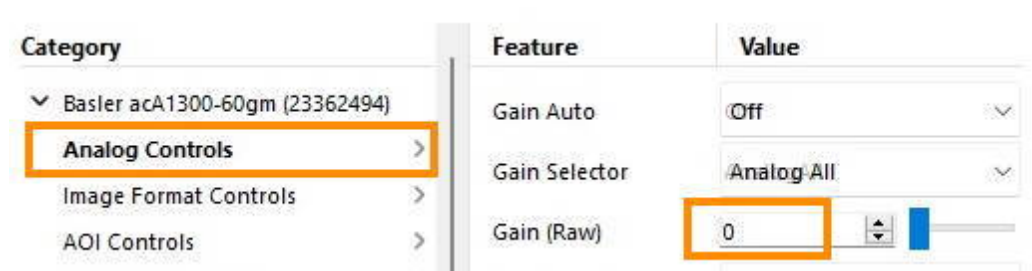 Category
Feature Value
Basler acA1300-60gm (23362494)
Gain Auto Off
Analog Controls
Gain Selector Analog All
Image Format Controls
Gain (Raw) 0
AOI Controls